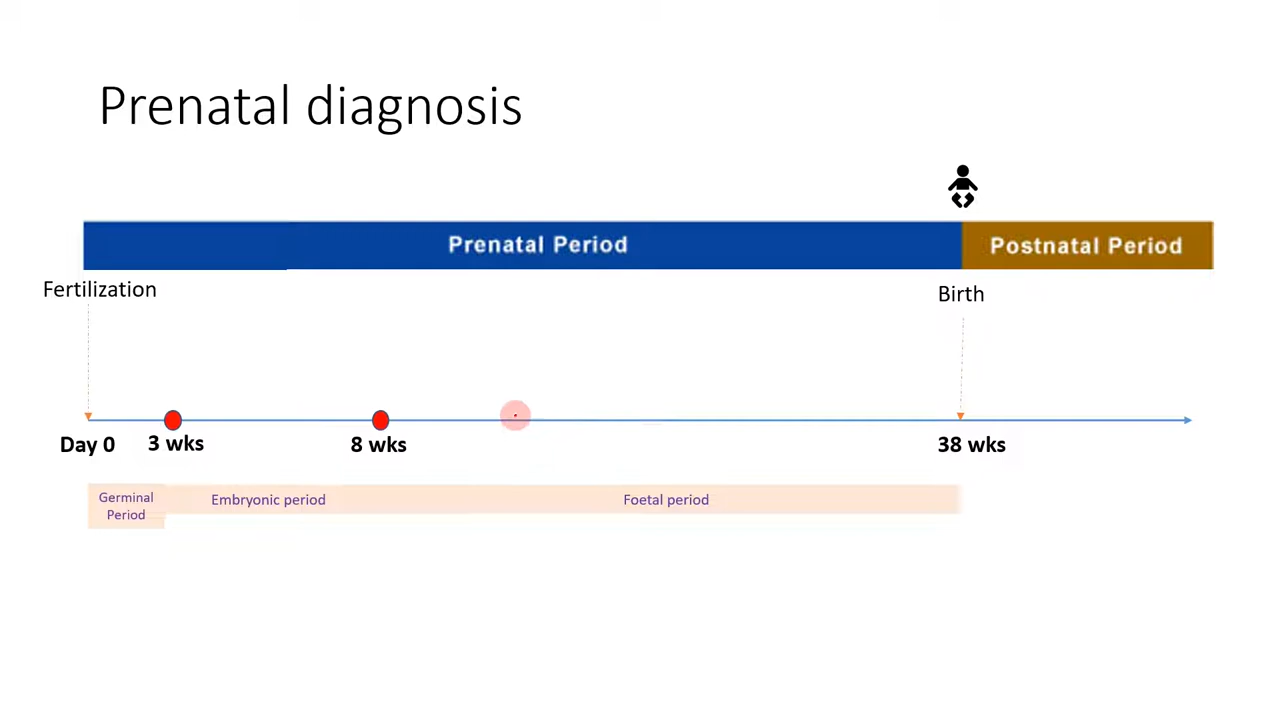 Prenatal diagnosis
Prenatal Period
Postnatal Period
Fertilization
Birth
Day 0
3 wks
8 wks
38 wks
Germinal
Period
Embryonic period
Foetal period